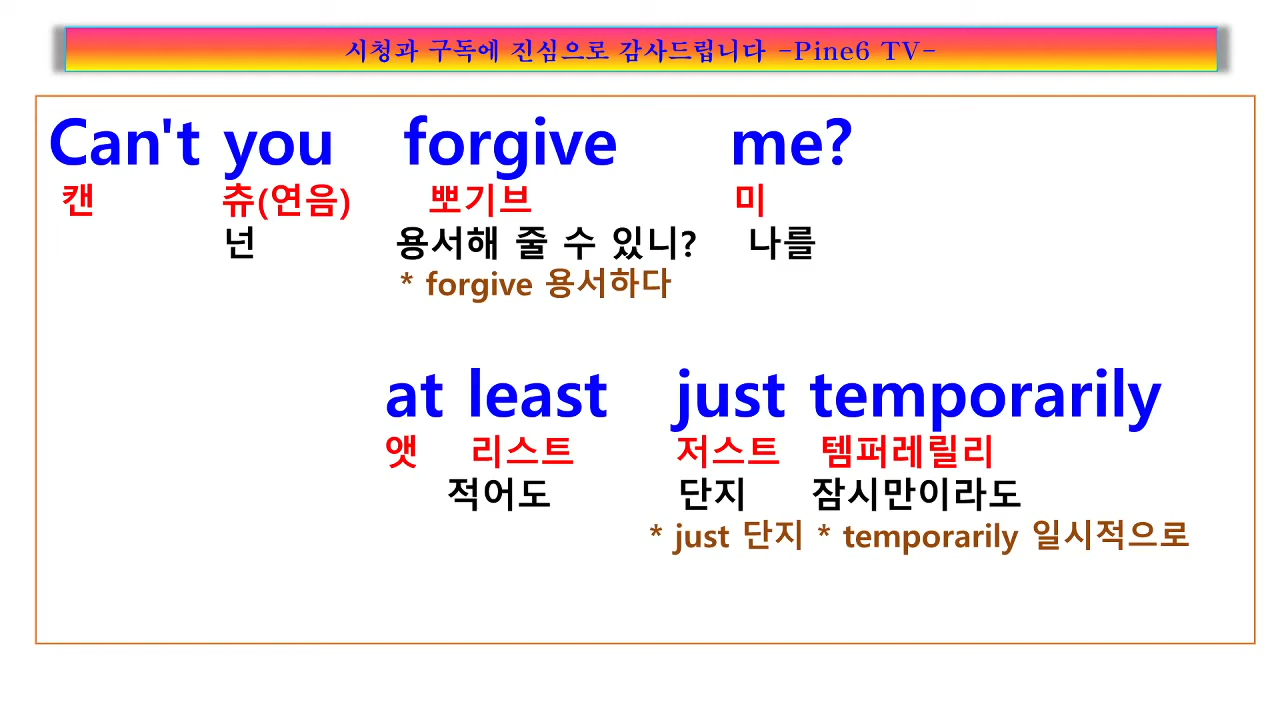 시청과 구독에 진심으로 감사드립니다 -Pine6 TV-
Can't you forgive me?
캔 츄(연음) 뽀기브 미
넌 용서해 줄 수 있니? 나를
* forgive 용서하다
at least just temporarily
앳 리스트 저스트 템퍼레릴리
적어도 단지 잠시만이라도
* just 단지 * temporarily 일시적으로